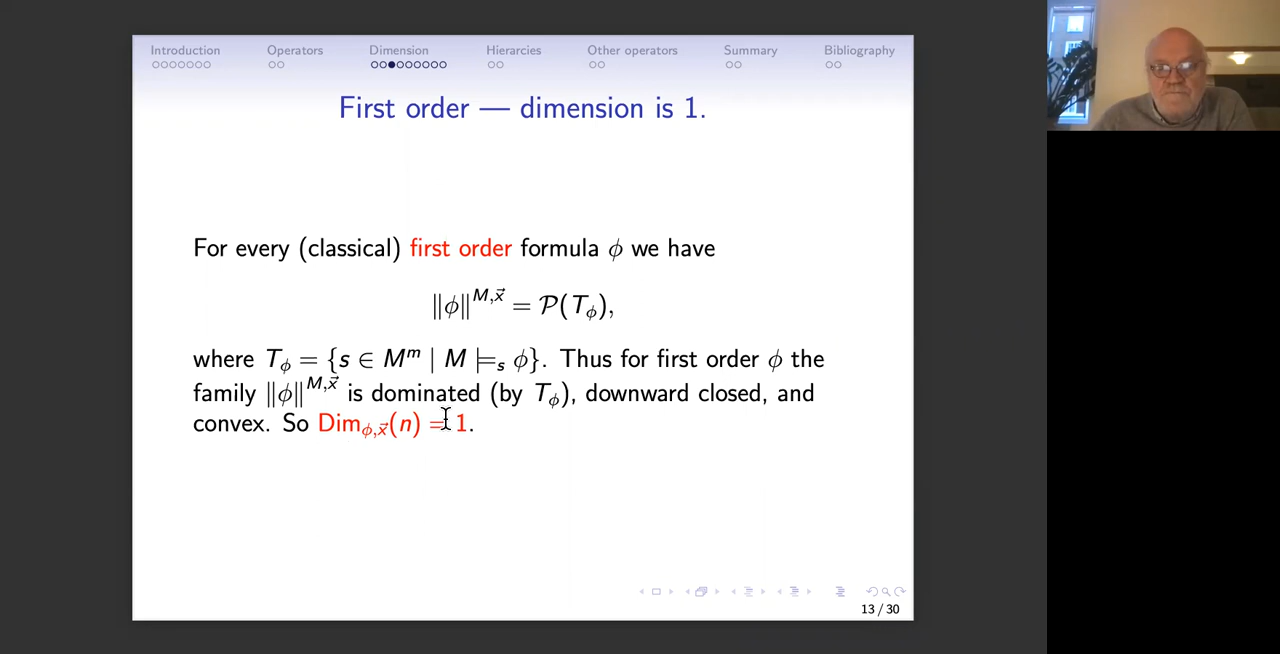 Introduction Operators Dimension Hierarcies Other operators Summary Bibliography
First order — dimension is 1.
For every (classical) first order formula ϕ we have
‖ϕ‖^{M,x⃗} = 𝒫(T_ϕ),
where T_ϕ = {s ∈ M^m | M ⊨_s ϕ}. Thus for first order ϕ the
family ‖ϕ‖^{M,x⃗} is dominated (by T_ϕ), downward closed, and
convex. So Dim_{ϕ,x⃗}(n) = 1.
13 / 30